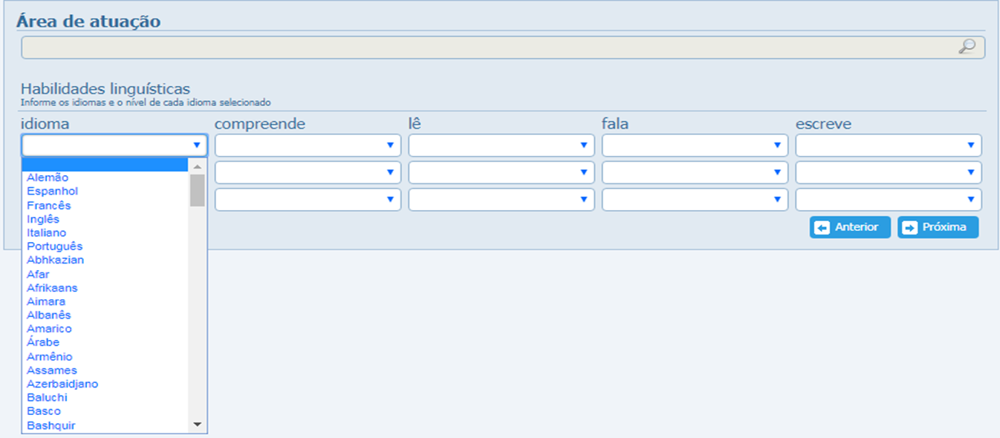 Área de atuação
Habilidades linguísticas
Informe os idiomas e o nível de cada idioma selecionado
idioma compreende lê fala escreve
Alemão
Espanhol
Francês
Inglês
Italiano
Português
Abhkazian
Afar
Afrikaans
Aimara
Albanês
Amarico
Árabe
Armênio
Assames
Azerbaidjano
Baluchi
Basco
Bashquir
Anterior Próxima